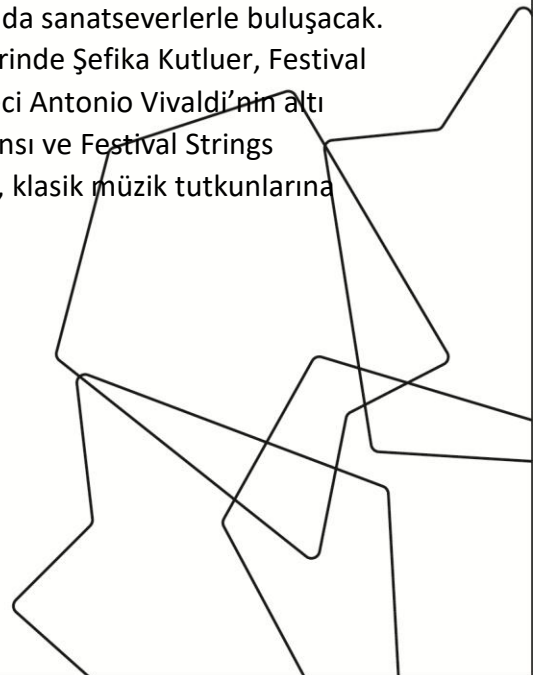 da sanatseverlerle buluşacak.
rinde Şefika Kutluer, Festival
ci Antonio Vivaldi’nin altı
nsı ve Festival Strings
, klasik müzik tutkunlarına